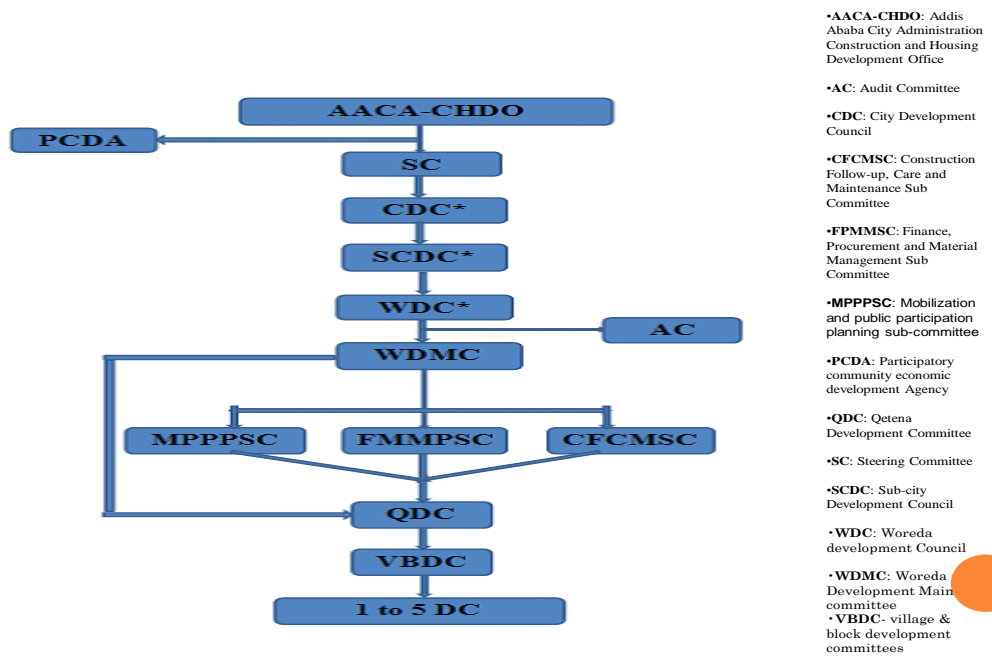 AACA-CHDO
PCDA
SC
CDC*
SCDC*
WDC*
AC
WDMC
MPPPSC
FMMPSC
CFCMSC
QDC
VBDC
1 to 5 DC
•AACA-CHDO: Addis
Ababa City Administration
Construction and Housing
Development Office
•AC: Audit Committee
•CDC: City Development
Council
•CFCMSC: Construction
Follow-up, Care and
Maintenance Sub
Committee
•FPMMSC: Finance,
Procurement and Material
Management Sub
Committee
•MPPPSC: Mobilization
and public participation
planning sub-committee
•PCDA: Participatory
community economic
development Agency
•QDC: Qetena
Development Committee
•SC: Steering Committee
•SCDC: Sub-city
Development Council
•WDC: Woreda
development Council
•WDMC: Woreda
Development Main
committee
•VBDC- village &
block development
committees